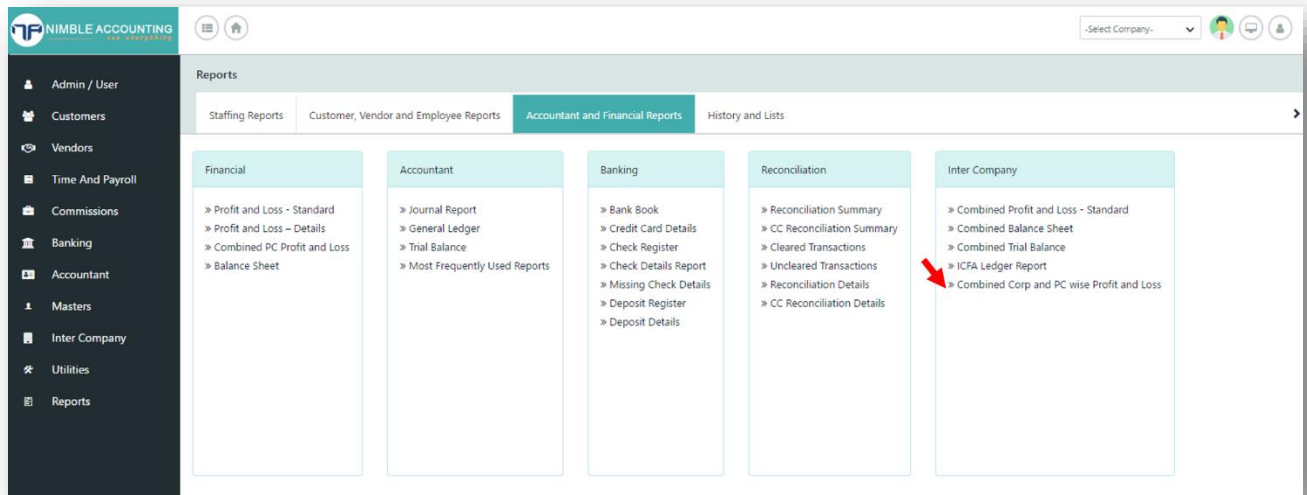 NIMBLE ACCOUNTING
see everything
-Select Company-
Admin / User
Customers
Vendors
Time And Payroll
Commissions
Banking
Accountant
Masters
Inter Company
Utilities
Reports
Reports
Staffing Reports
Customer, Vendor and Employee Reports
Accountant and Financial Reports
History and Lists
Financial
» Profit and Loss - Standard
» Profit and Loss – Details
» Combined PC Profit and Loss
» Balance Sheet
Accountant
» Journal Report
» General Ledger
» Trial Balance
» Most Frequently Used Reports
Banking
» Bank Book
» Credit Card Details
» Check Register
» Check Details Report
» Missing Check Details
» Deposit Register
» Deposit Details
Reconciliation
» Reconciliation Summary
» CC Reconciliation Summary
» Cleared Transactions
» Uncleared Transactions
» Reconciliation Details
» CC Reconciliation Details
Inter Company
» Combined Profit and Loss - Standard
» Combined Balance Sheet
» Combined Trial Balance
» ICFA Ledger Report
» Combined Corp and PC wise Profit and Loss